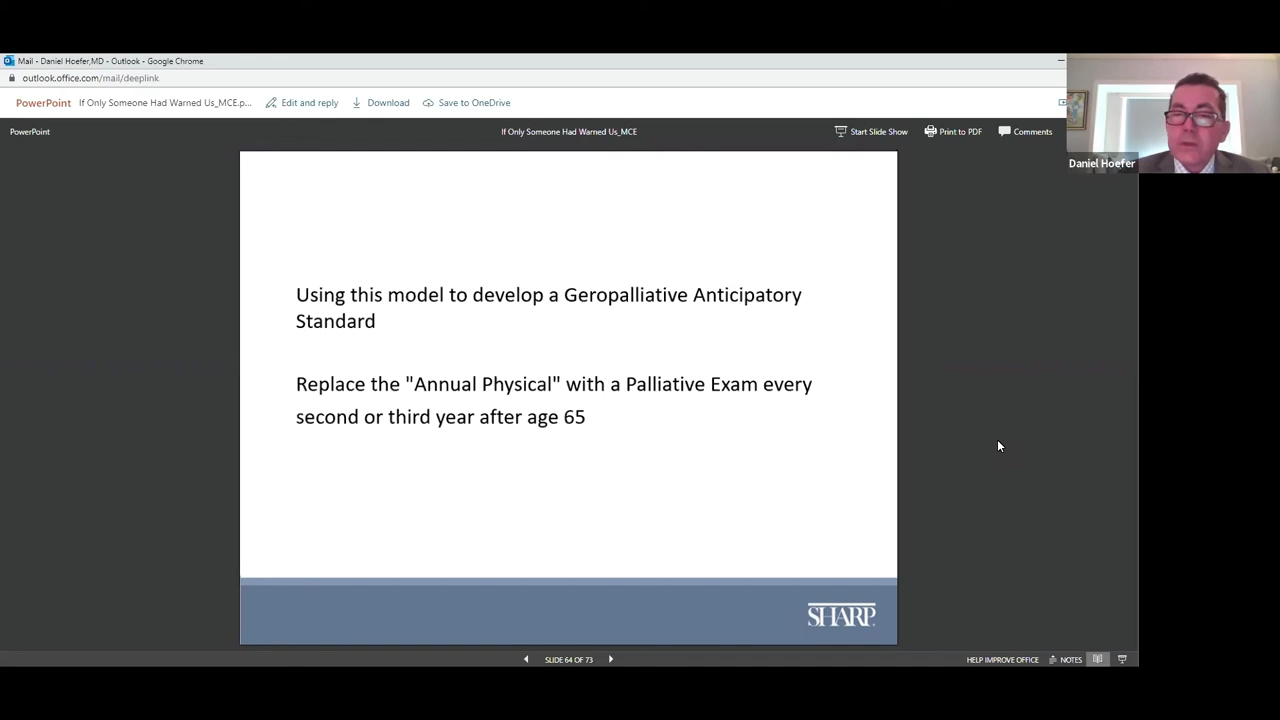 Mail - Daniel Hoefer,MD - Outlook - Google Chrome
outlook.office.com/mail/deeplink
PowerPoint If Only Someone Had Warned Us_MCE.p... Edit and reply Download Save to OneDrive
PowerPoint If Only Someone Had Warned Us_MCE Start Slide Show Print to PDF Comments
Daniel Hoefer
Using this model to develop a Geropalliative Anticipatory
Standard
Replace the "Annual Physical" with a Palliative Exam every
second or third year after age 65
SHARP
SLIDE 64 OF 73 HELP IMPROVE OFFICE NOTES